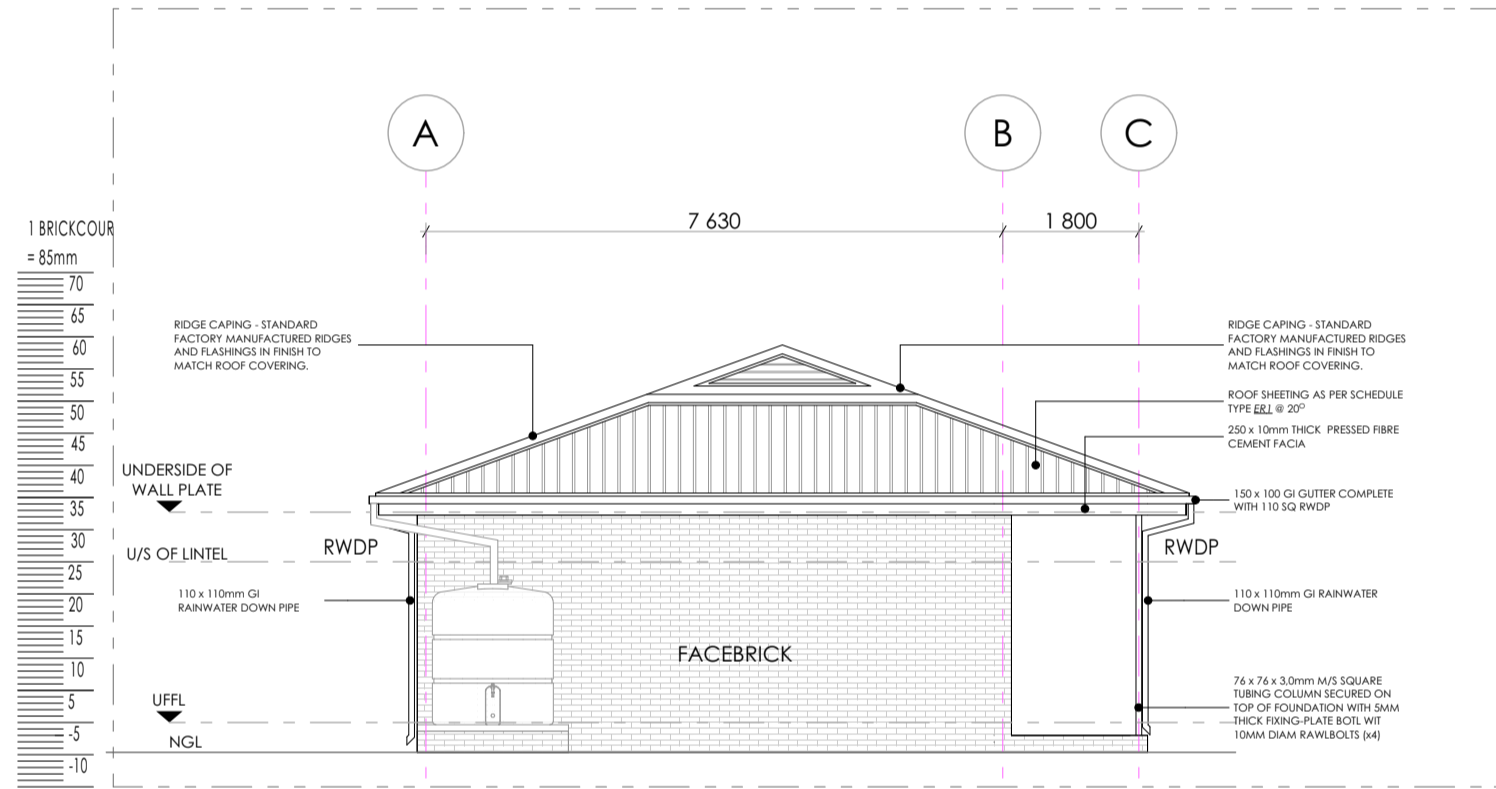 A
B
C
7 630
1 800
1 BRICKCOUR
= 85mm
70
65
60
55
50
45
40
35
30
25
20
15
10
5
-5
-10
RIDGE CAPING - STANDARD
FACTORY MANUFACTURED RIDGES
AND FLASHINGS IN FINISH TO
MATCH ROOF COVERING.
RIDGE CAPING - STANDARD
FACTORY MANUFACTURED RIDGES
AND FLASHINGS IN FINISH TO
MATCH ROOF COVERING.
ROOF SHEETING AS PER SCHEDULE
TYPE ER1 @ 20°
250 x 10mm THICK PRESSED FIBRE
CEMENT FACIA
UNDERSIDE OF
WALL PLATE
150 x 100 GI GUTTER COMPLETE
WITH 110 SQ RWDP
U/S OF LINTEL
RWDP
RWDP
110 x 110mm GI
RAINWATER DOWN PIPE
110 x 110mm GI RAINWATER
DOWN PIPE
FACEBRICK
UFFL
76 x 76 x 3,0mm M/S SQUARE
TUBING COLUMN SECURED ON
TOP OF FOUNDATION WITH 5MM
THICK FIXING-PLATE BOTL WIT
10MM DIAM RAWLBOLTS (x4)
NGL